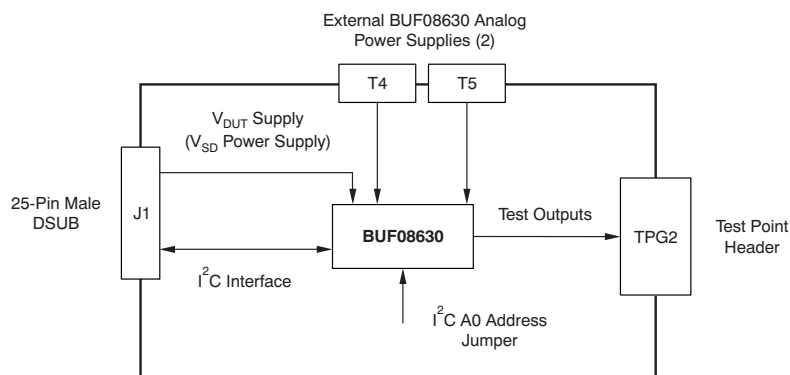 External BUF08630 Analog
Power Supplies (2)
T4
T5
V_DUT Supply
(V_SD Power Supply)
25-Pin Male
DSUB
J1
BUF08630
Test Outputs
TPG2
Test Point
Header
I²C Interface
I²C A0 Address
Jumper